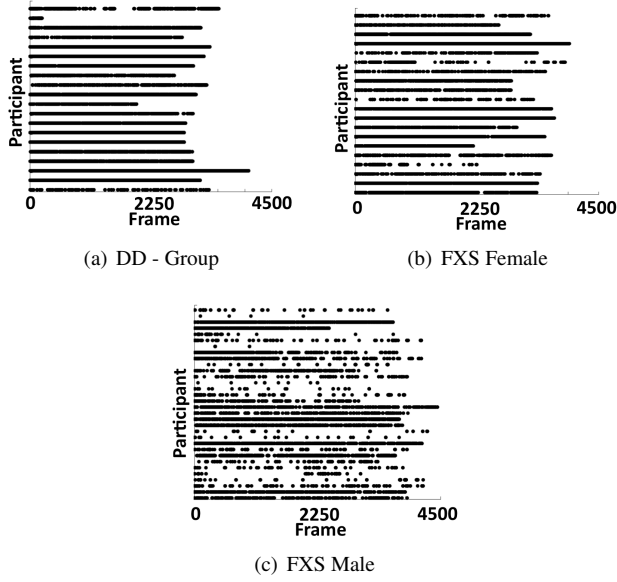 Participant
Participant
0 2250 4500
Frame
0 2250 4500
Frame
(a) DD - Group
(b) FXS Female
Participant
0 2250 4500
Frame
(c) FXS Male